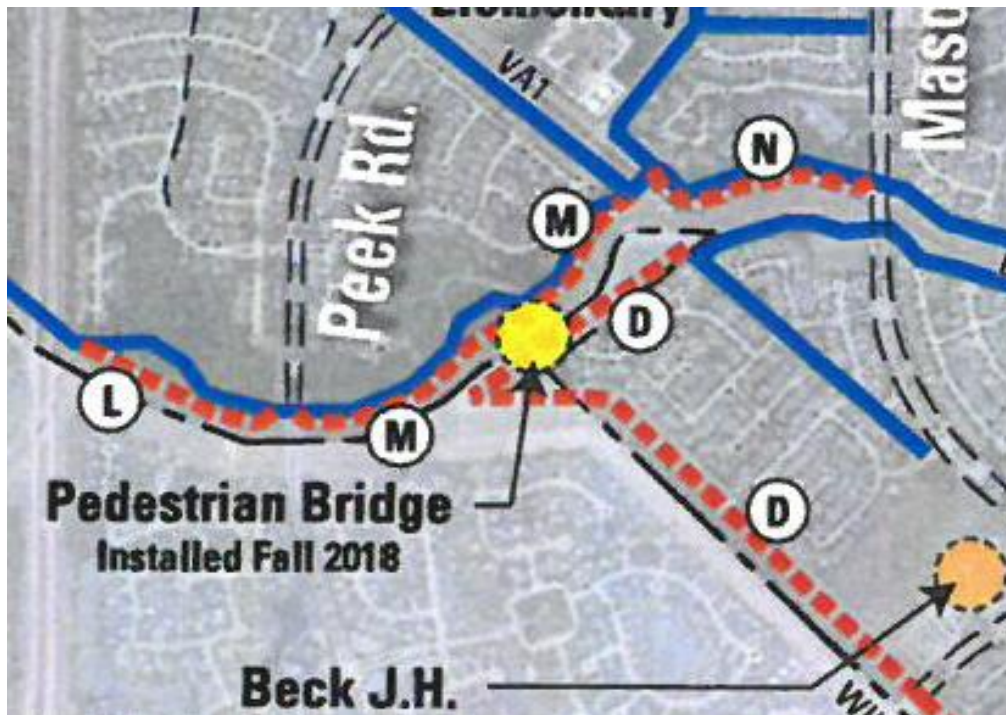 VA1
N
Peek Rd.
M
D
L
M
Pedestrian Bridge
Installed Fall 2018
D
Beck J.H.